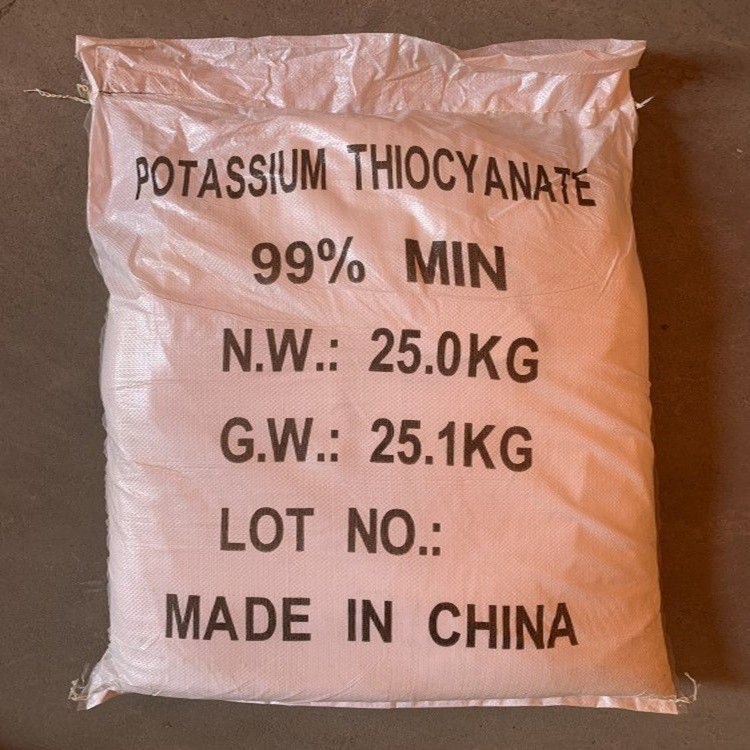 POTASSIUM THIOCYANATE
99% MIN
N.W.: 25.0KG
G.W.: 25.1KG
LOT NO.:
MADE IN CHINA